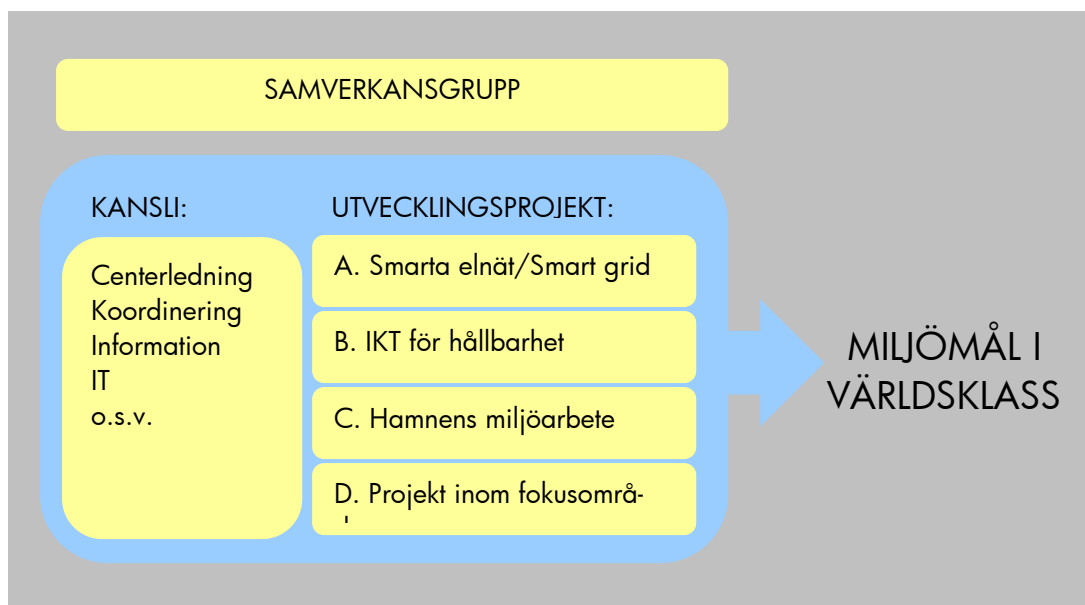 SAMVERKANSGRUPP
KANSLI:
Centerledning
Koordinering
Information
IT
o.s.v.
UTVECKLINGSPROJEKT:
A. Smarta elnät/Smart grid
B. IKT för hållbarhet
C. Hamnens miljöarbete
D. Projekt inom fokusområ-
MILJÖMÅL I
VÄRLDSKLASS